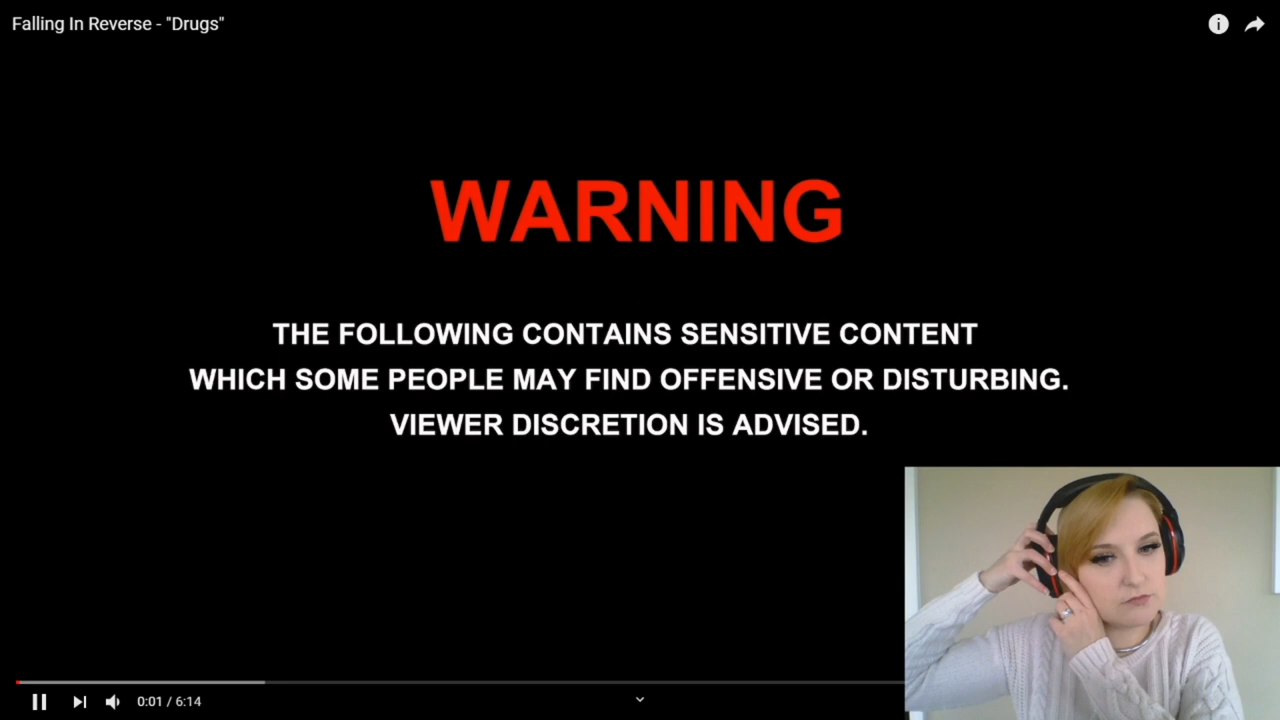 Falling In Reverse - "Drugs"
WARNING
THE FOLLOWING CONTAINS SENSITIVE CONTENT
WHICH SOME PEOPLE MAY FIND OFFENSIVE OR DISTURBING.
VIEWER DISCRETION IS ADVISED.
0:01 / 6:14